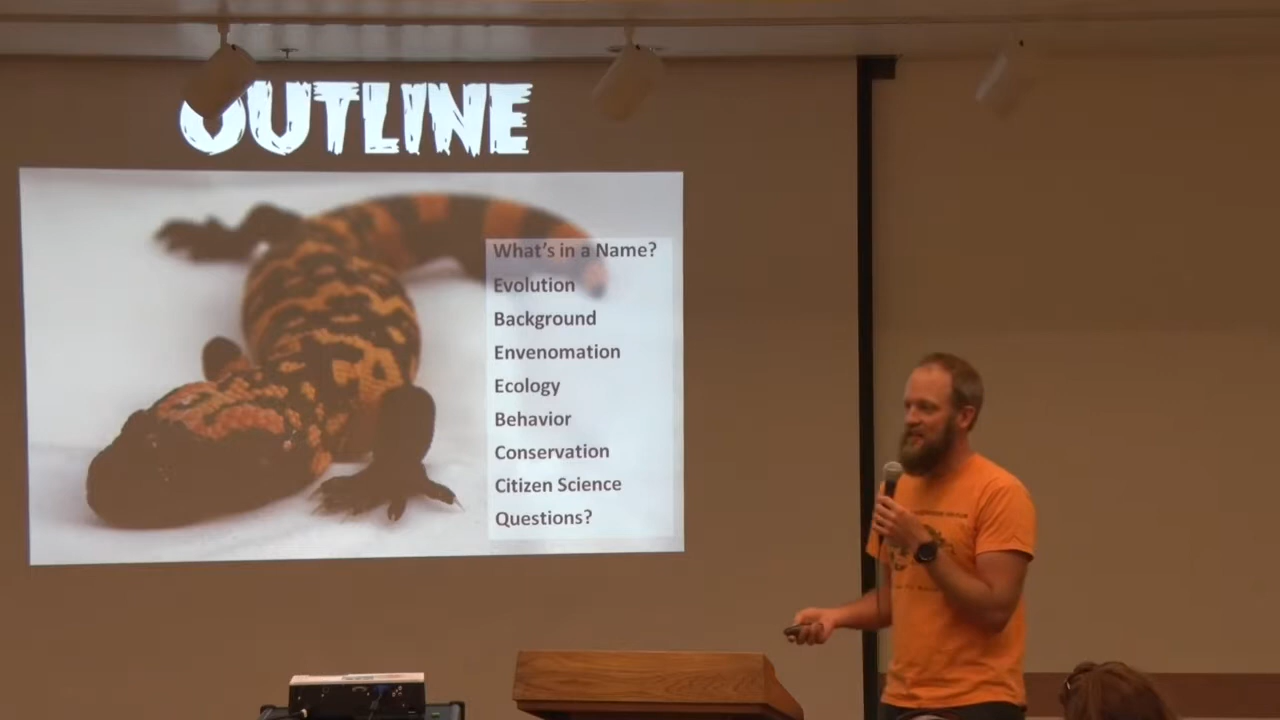 OUTLINE
What's in a Name?
Evolution
Background
Envenomation
Ecology
Behavior
Conservation
Citizen Science
Questions?